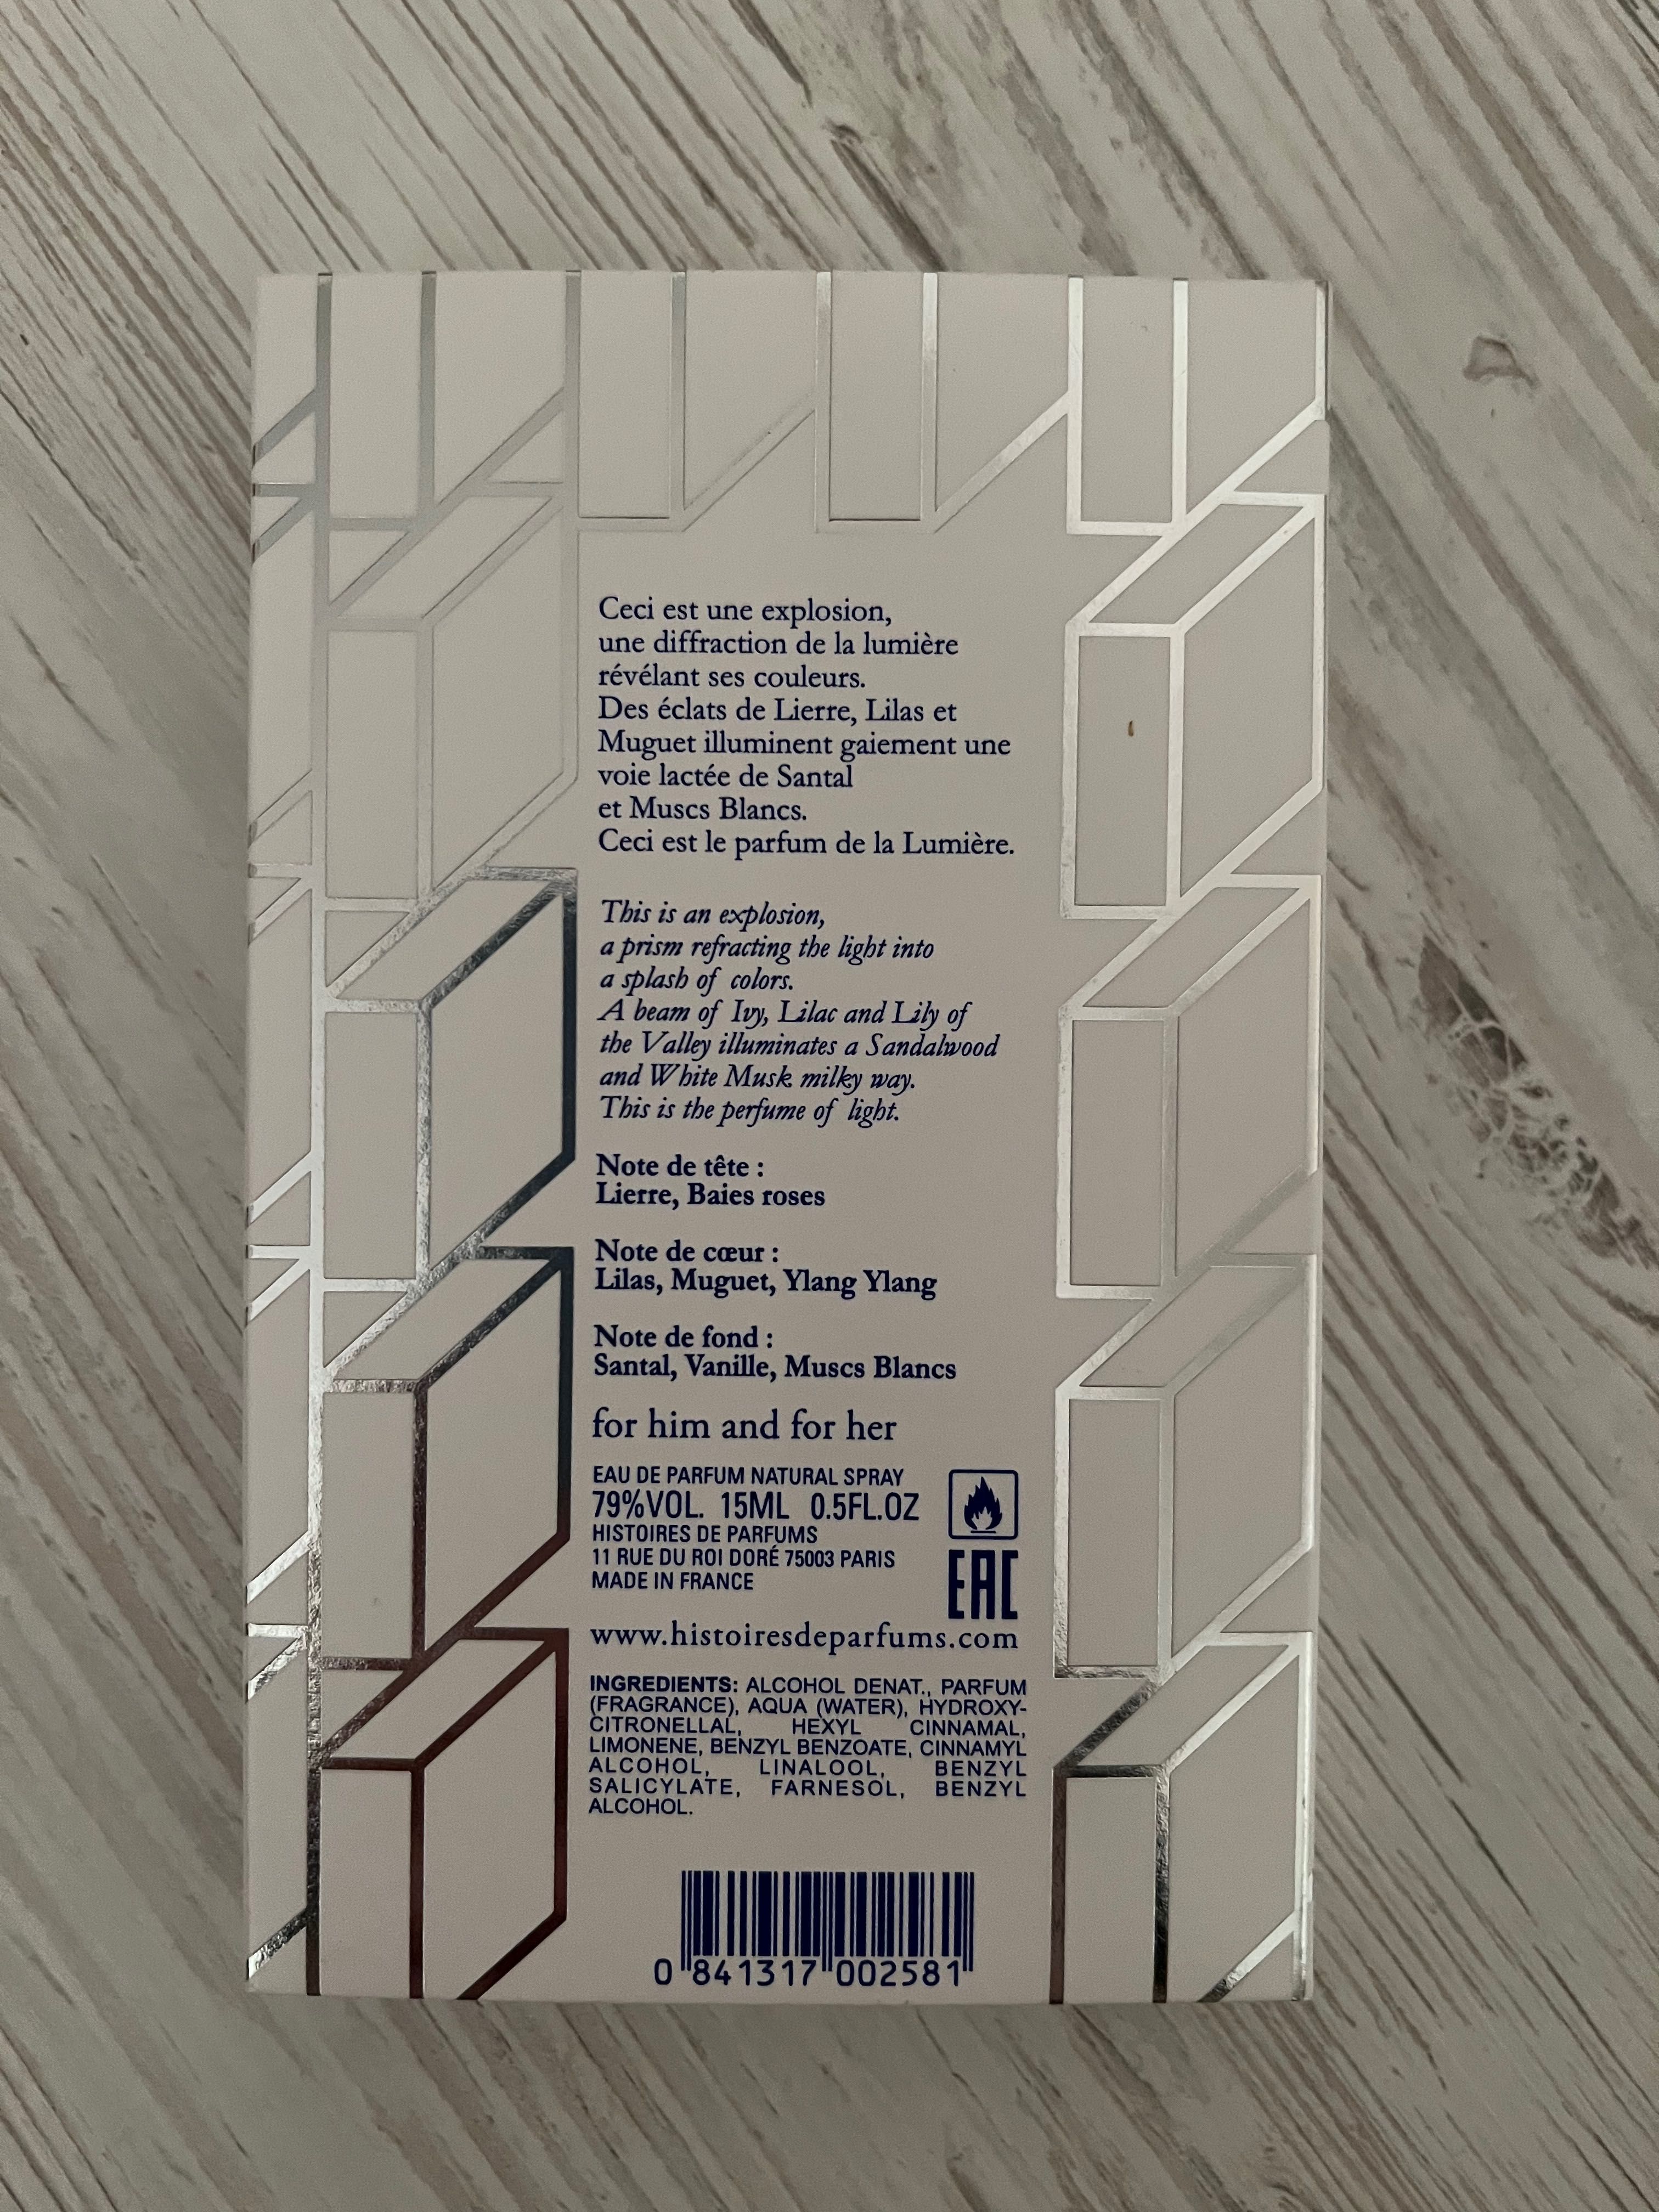 Ceci est une explosion,
une diffraction de la lumière
révélant ses couleurs.
Des éclats de Lierre, Lilas et
Muguet illuminent gaiement une
voie lactée de Santal
et Muscs Blancs.
Ceci est le parfum de la Lumière.
This is an explosion,
a prism refracting the light into
a splash of colors.
A beam of Ivy, Lilac and Lily of
the Valley illuminates a Sandalwood
and White Musk milky way.
This is the perfume of light.
Note de tête :
Lierre, Baies roses
Note de cœur :
Lilas, Muguet, Ylang Ylang
Note de fond :
Santal, Vanille, Muscs Blancs
for him and for her
EAU DE PARFUM NATURAL SPRAY
79%VOL. 15ML 0.5FL.OZ
HISTOIRES DE PARFUMS
11 RUE DU ROI DORÉ 75003 PARIS
MADE IN FRANCE
EAC
www.histoiresdeparfums.com
INGREDIENTS: ALCOHOL DENAT., PARFUM
(FRAGRANCE), AQUA (WATER), HYDROXY-
CITRONELLAL, HEXYL CINNAMAL,
LIMONENE, BENZYL BENZOATE, CINNAMYL
ALCOHOL, LINALOOL, BENZYL
SALICYLATE, FARNESOL, BENZYL
ALCOHOL.
0 841317 002581